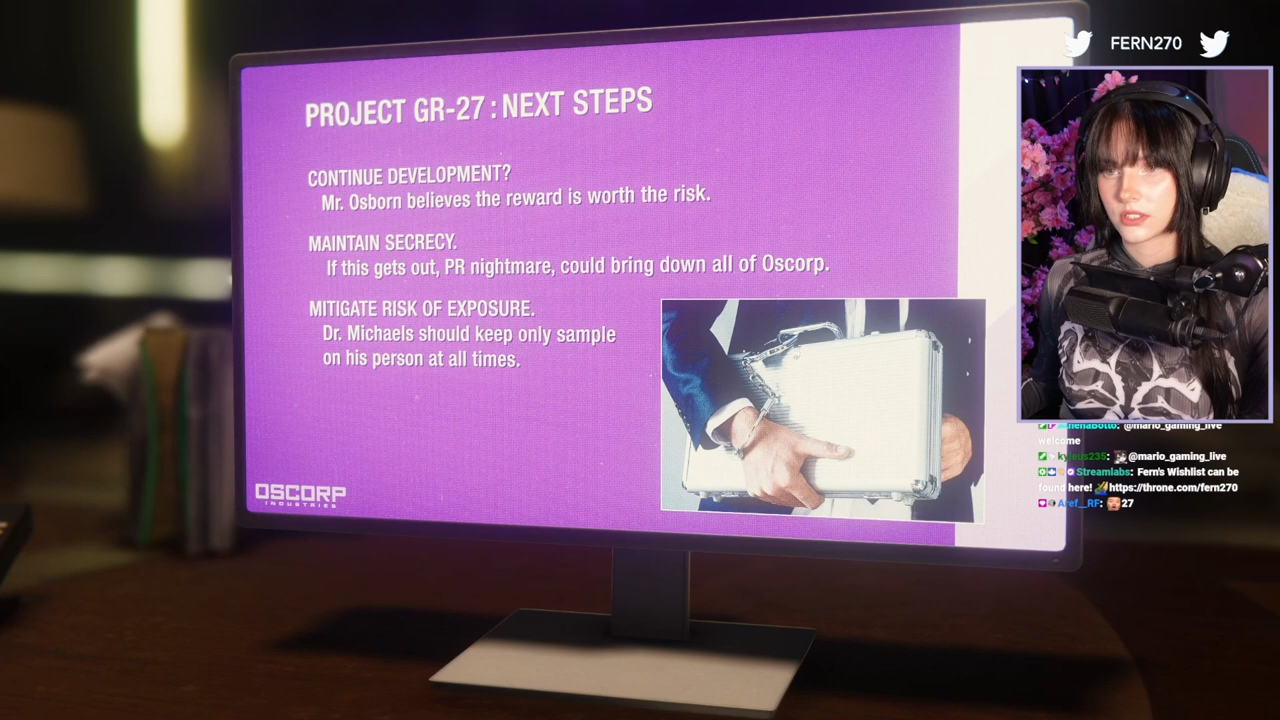 PROJECT GR-27 : NEXT STEPS
CONTINUE DEVELOPMENT?
Mr. Osborn believes the reward is worth the risk.
MAINTAIN SECRECY.
If this gets out, PR nightmare, could bring down all of Oscorp.
MITIGATE RISK OF EXPOSURE.
Dr. Michaels should keep only sample
on his person at all times.
OSCORP
INDUSTRIES
FERN270
@mario_gaming_live
welcome
kyleus235: @mario_gaming_live
Streamlabs: Fern's Wishlist can be
found here! https://throne.com/fern270
Aref__RF: 27